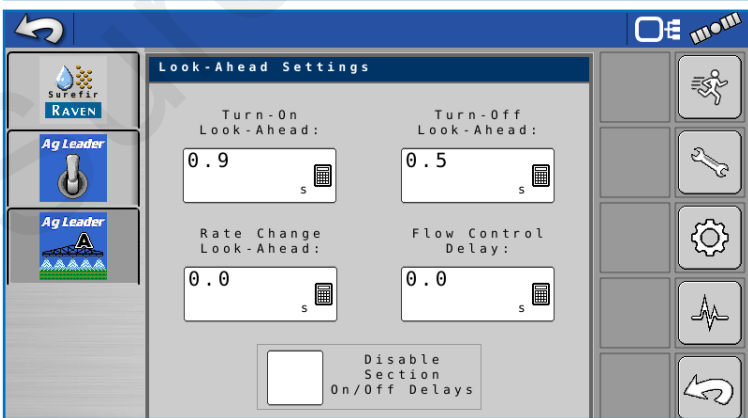 Surefir
RAVEN
Ag Leader
Ag Leader
A
Look-Ahead Settings
Turn-On
Look-Ahead:
0.9
s
Turn-Off
Look-Ahead:
0.5
s
Rate Change
Look-Ahead:
0.0
s
Flow Control
Delay:
0.0
s
Disable
Section
On/Off Delays